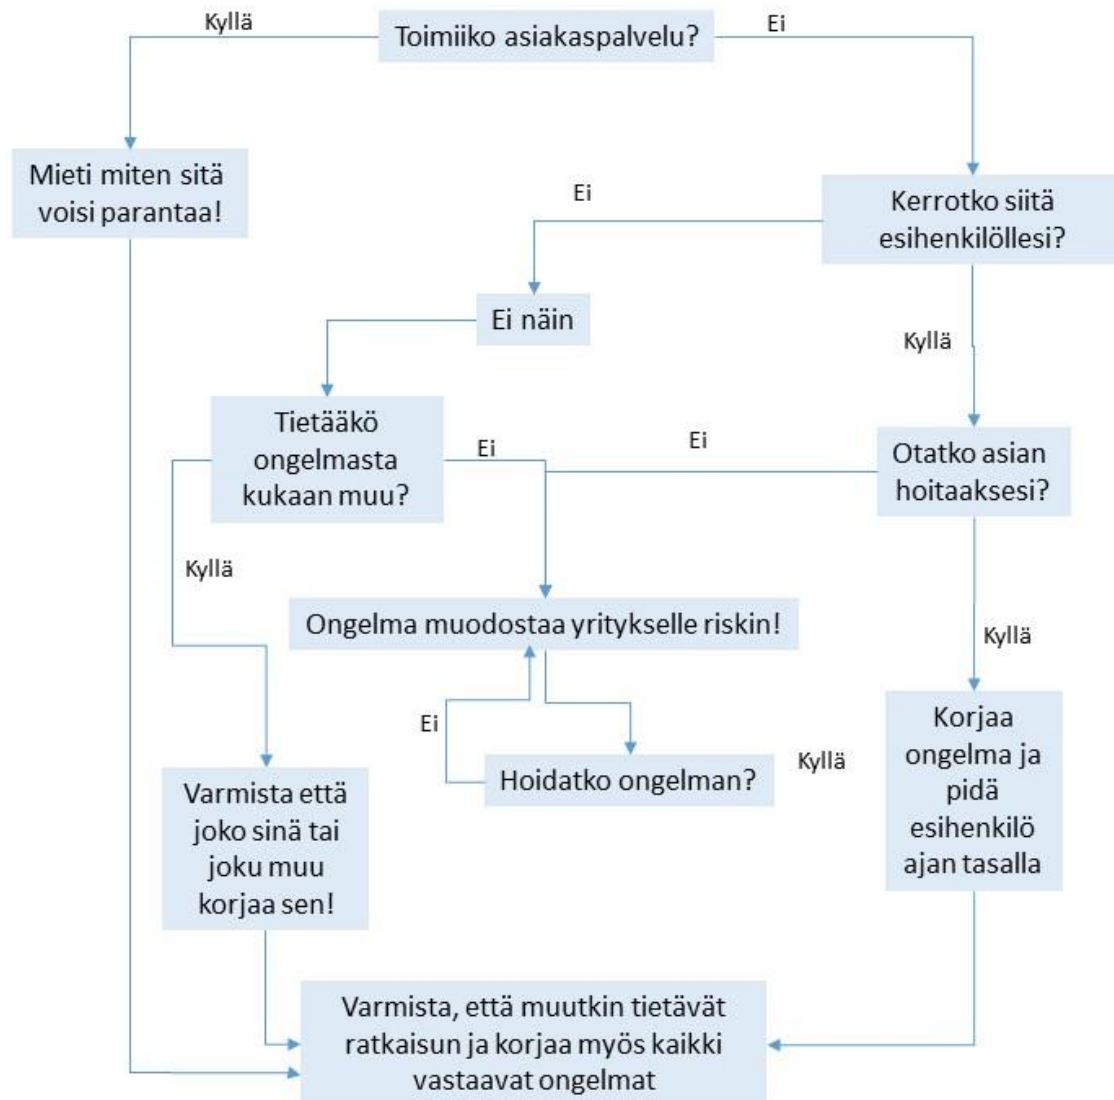 Kyllä
Toimiiko asiakaspalvelu?
Ei
Mieti miten sitä
voisi parantaa!
Ei
Kerrotko siitä
esihenkilöllesi?
Ei näin
Kyllä
Tietääkö
ongelmasta
kukaan muu?
Ei
Ei
Otatko asian
hoitaaksesi?
Kyllä
Ongelma muodostaa yritykselle riskin!
Kyllä
Ei
Hoidatko ongelman?
Kyllä
Korjaa
ongelma ja
pidä
esihenkilö
ajan tasalla
Varmista että
joko sinä tai
joku muu
korjaa sen!
Varmista, että muutkin tietävät
ratkaisun ja korjaa myös kaikki
vastaavat ongelmat